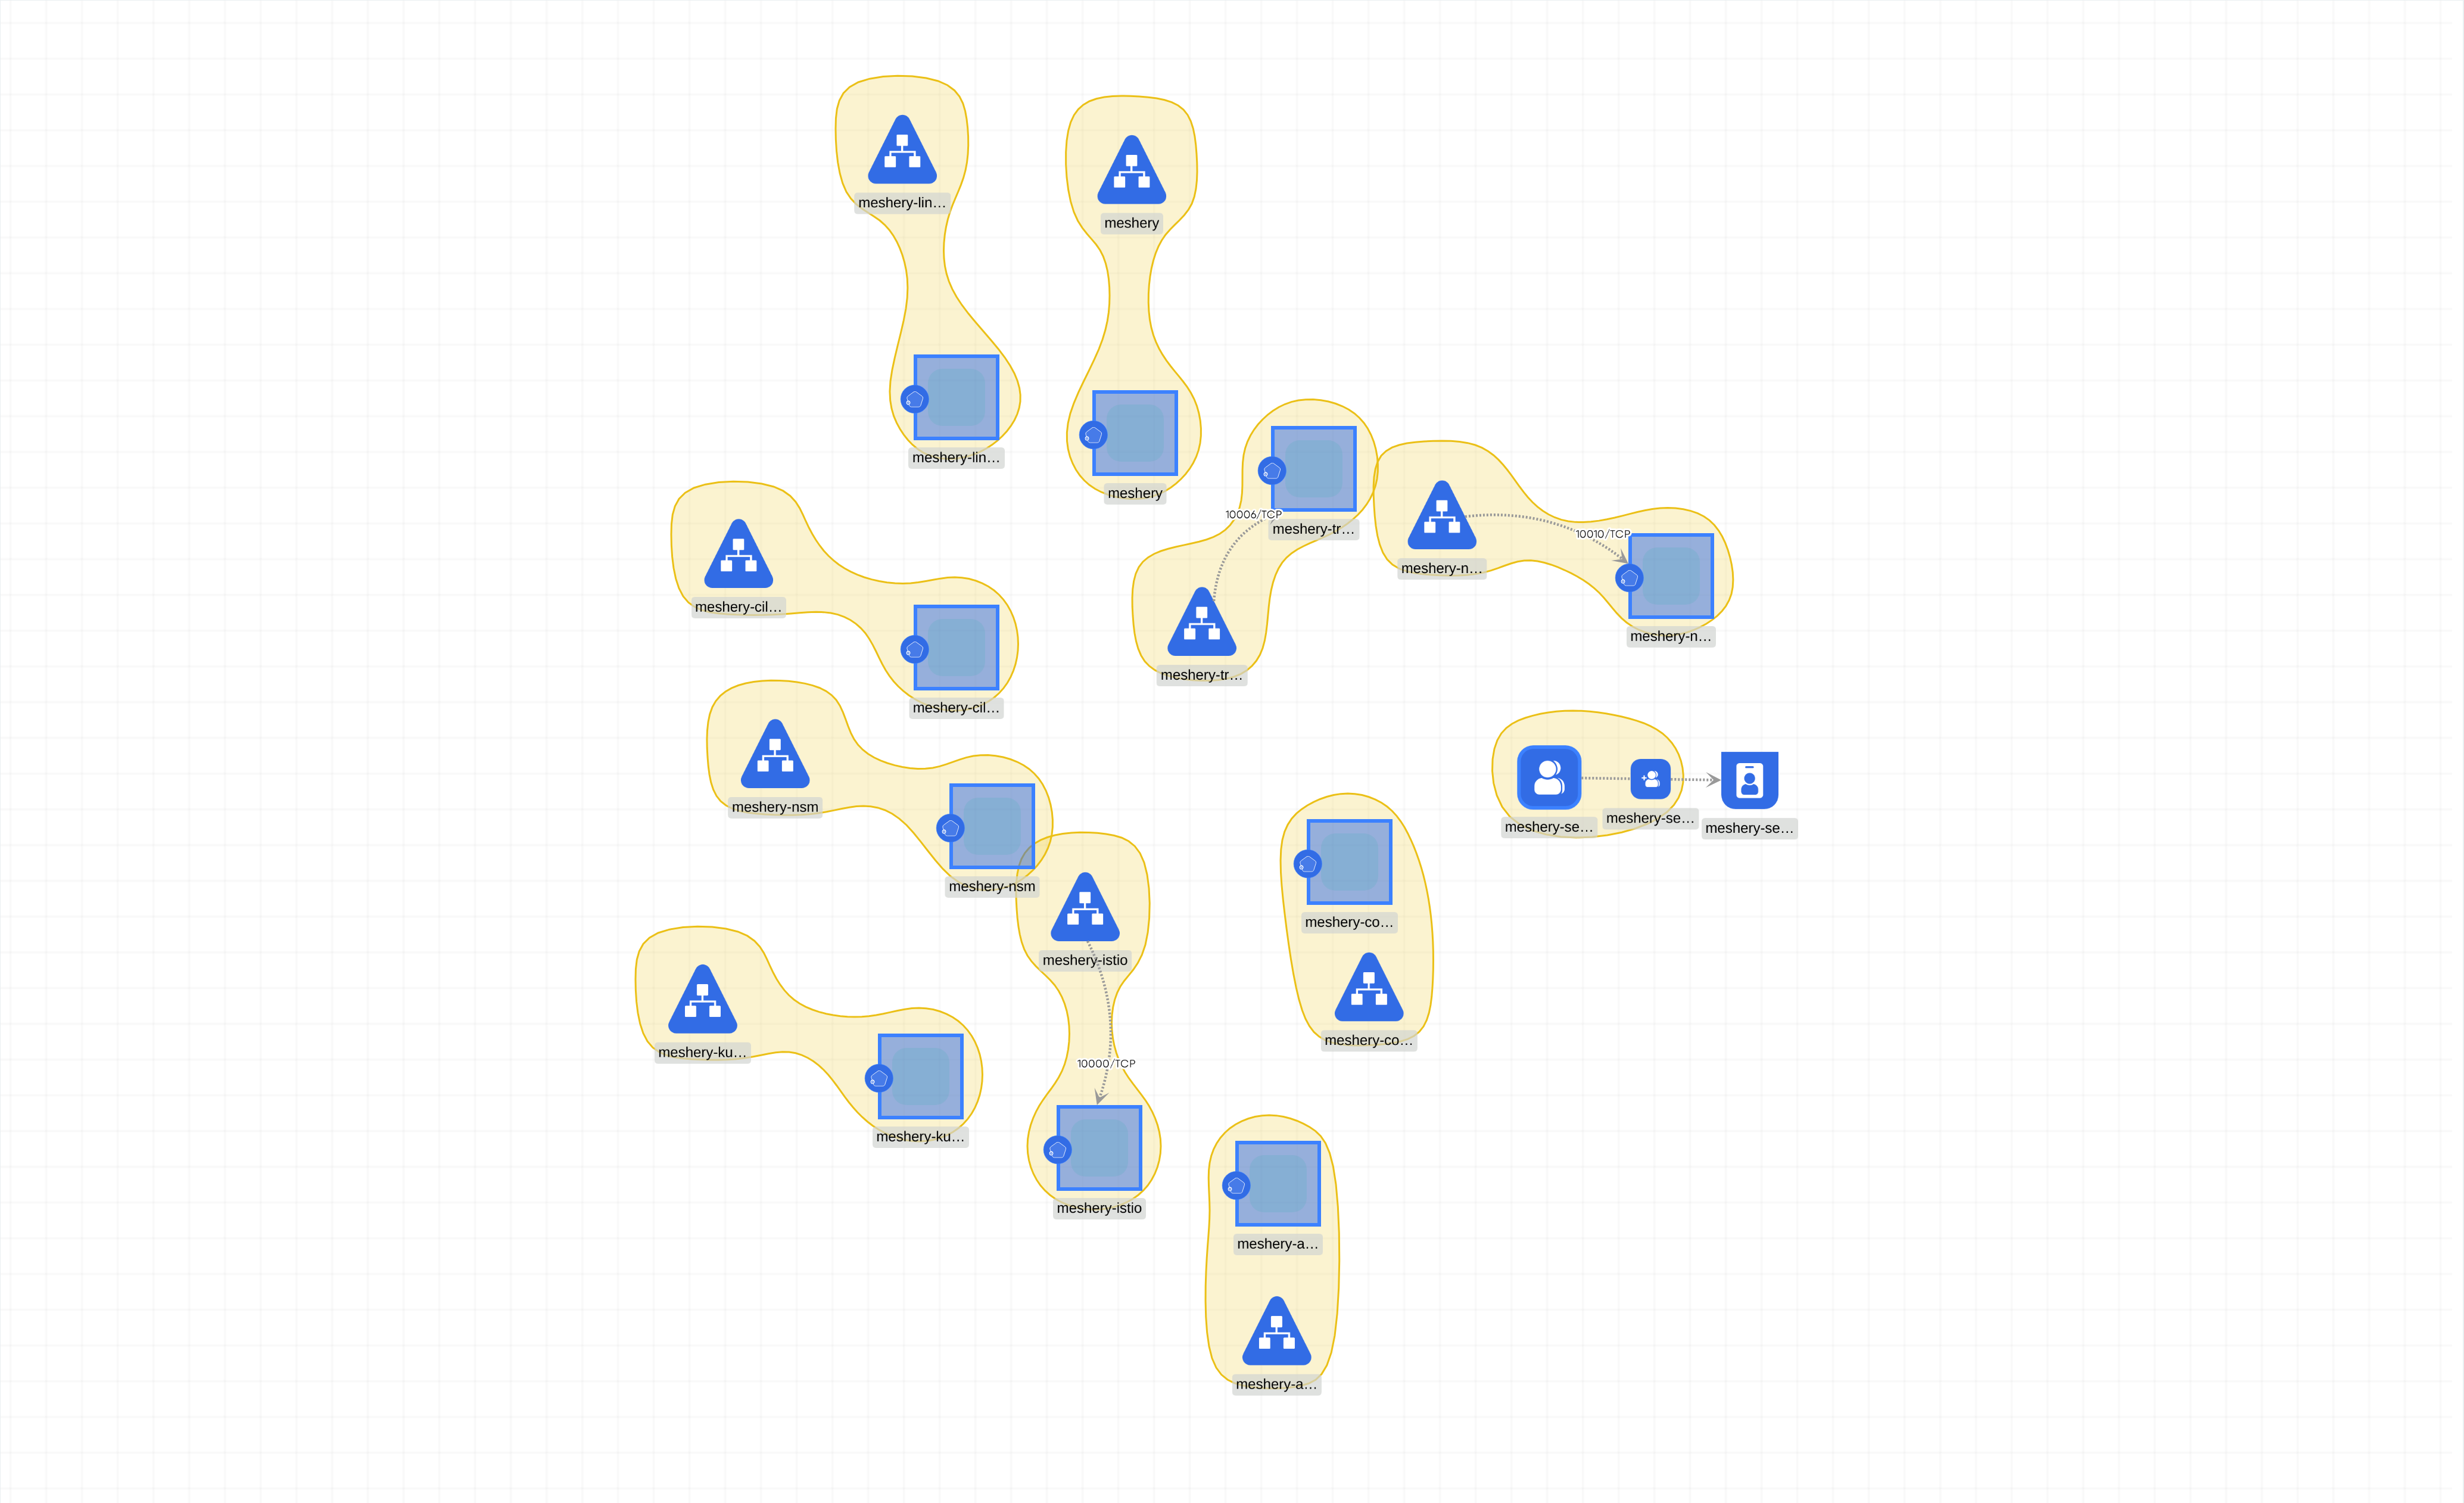 meshery-lin…
meshery
meshery-lin…
meshery
10006/TCP
meshery-tr…
10010/TCP
meshery-n…
meshery-cil…
meshery-n…
meshery-tr…
meshery-cil…
meshery-nsm
meshery-se…
meshery-se…
meshery-se…
meshery-nsm
meshery-co…
meshery-istio
meshery-co…
meshery-ku…
10000/TCP
meshery-ku…
meshery-istio
meshery-a…
meshery-a…